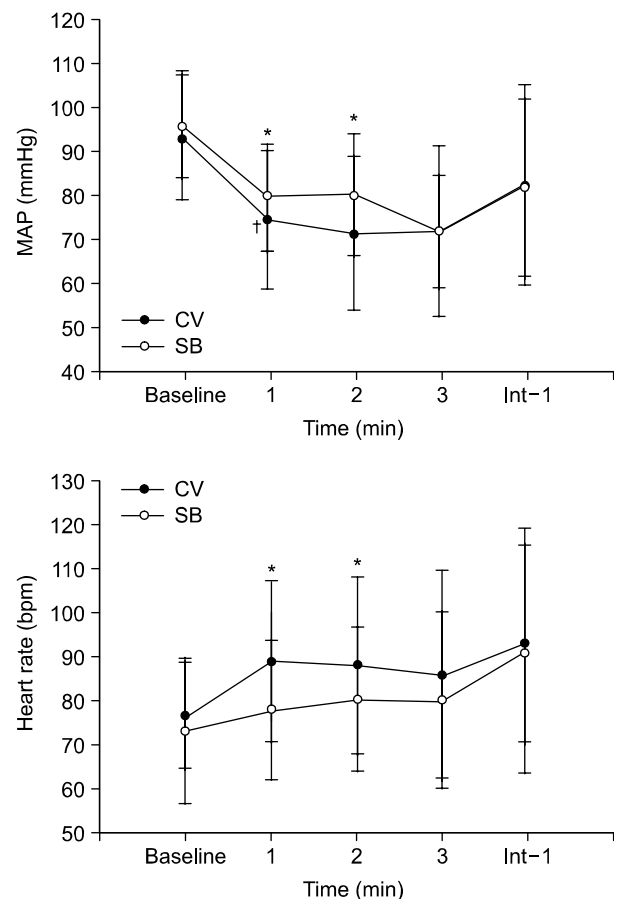 120
110
100
90
80
70
60
50
40
MAP (mmHg)
* *
†
CV
SB
Baseline 1 2 3 Int−1
Time (min)
130
120
110
100
90
80
70
60
50
Heart rate (bpm)
CV
SB
* *
Baseline 1 2 3 Int−1
Time (min)